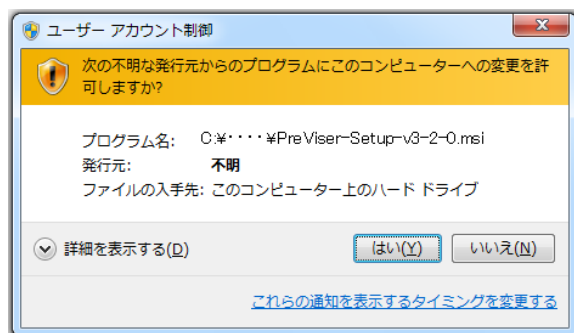 ユーザー アカウント制御
次の不明な発行元からのプログラムにこのコンピューターへの変更を許
可しますか?
プログラム名: C:¥････¥PreViser-Setup-v3-2-0.msi
発行元: 不明
ファイルの入手先: このコンピューター上のハード ドライブ
詳細を表示する(D) はい(Y) いいえ(N)
これらの通知を表示するタイミングを変更する